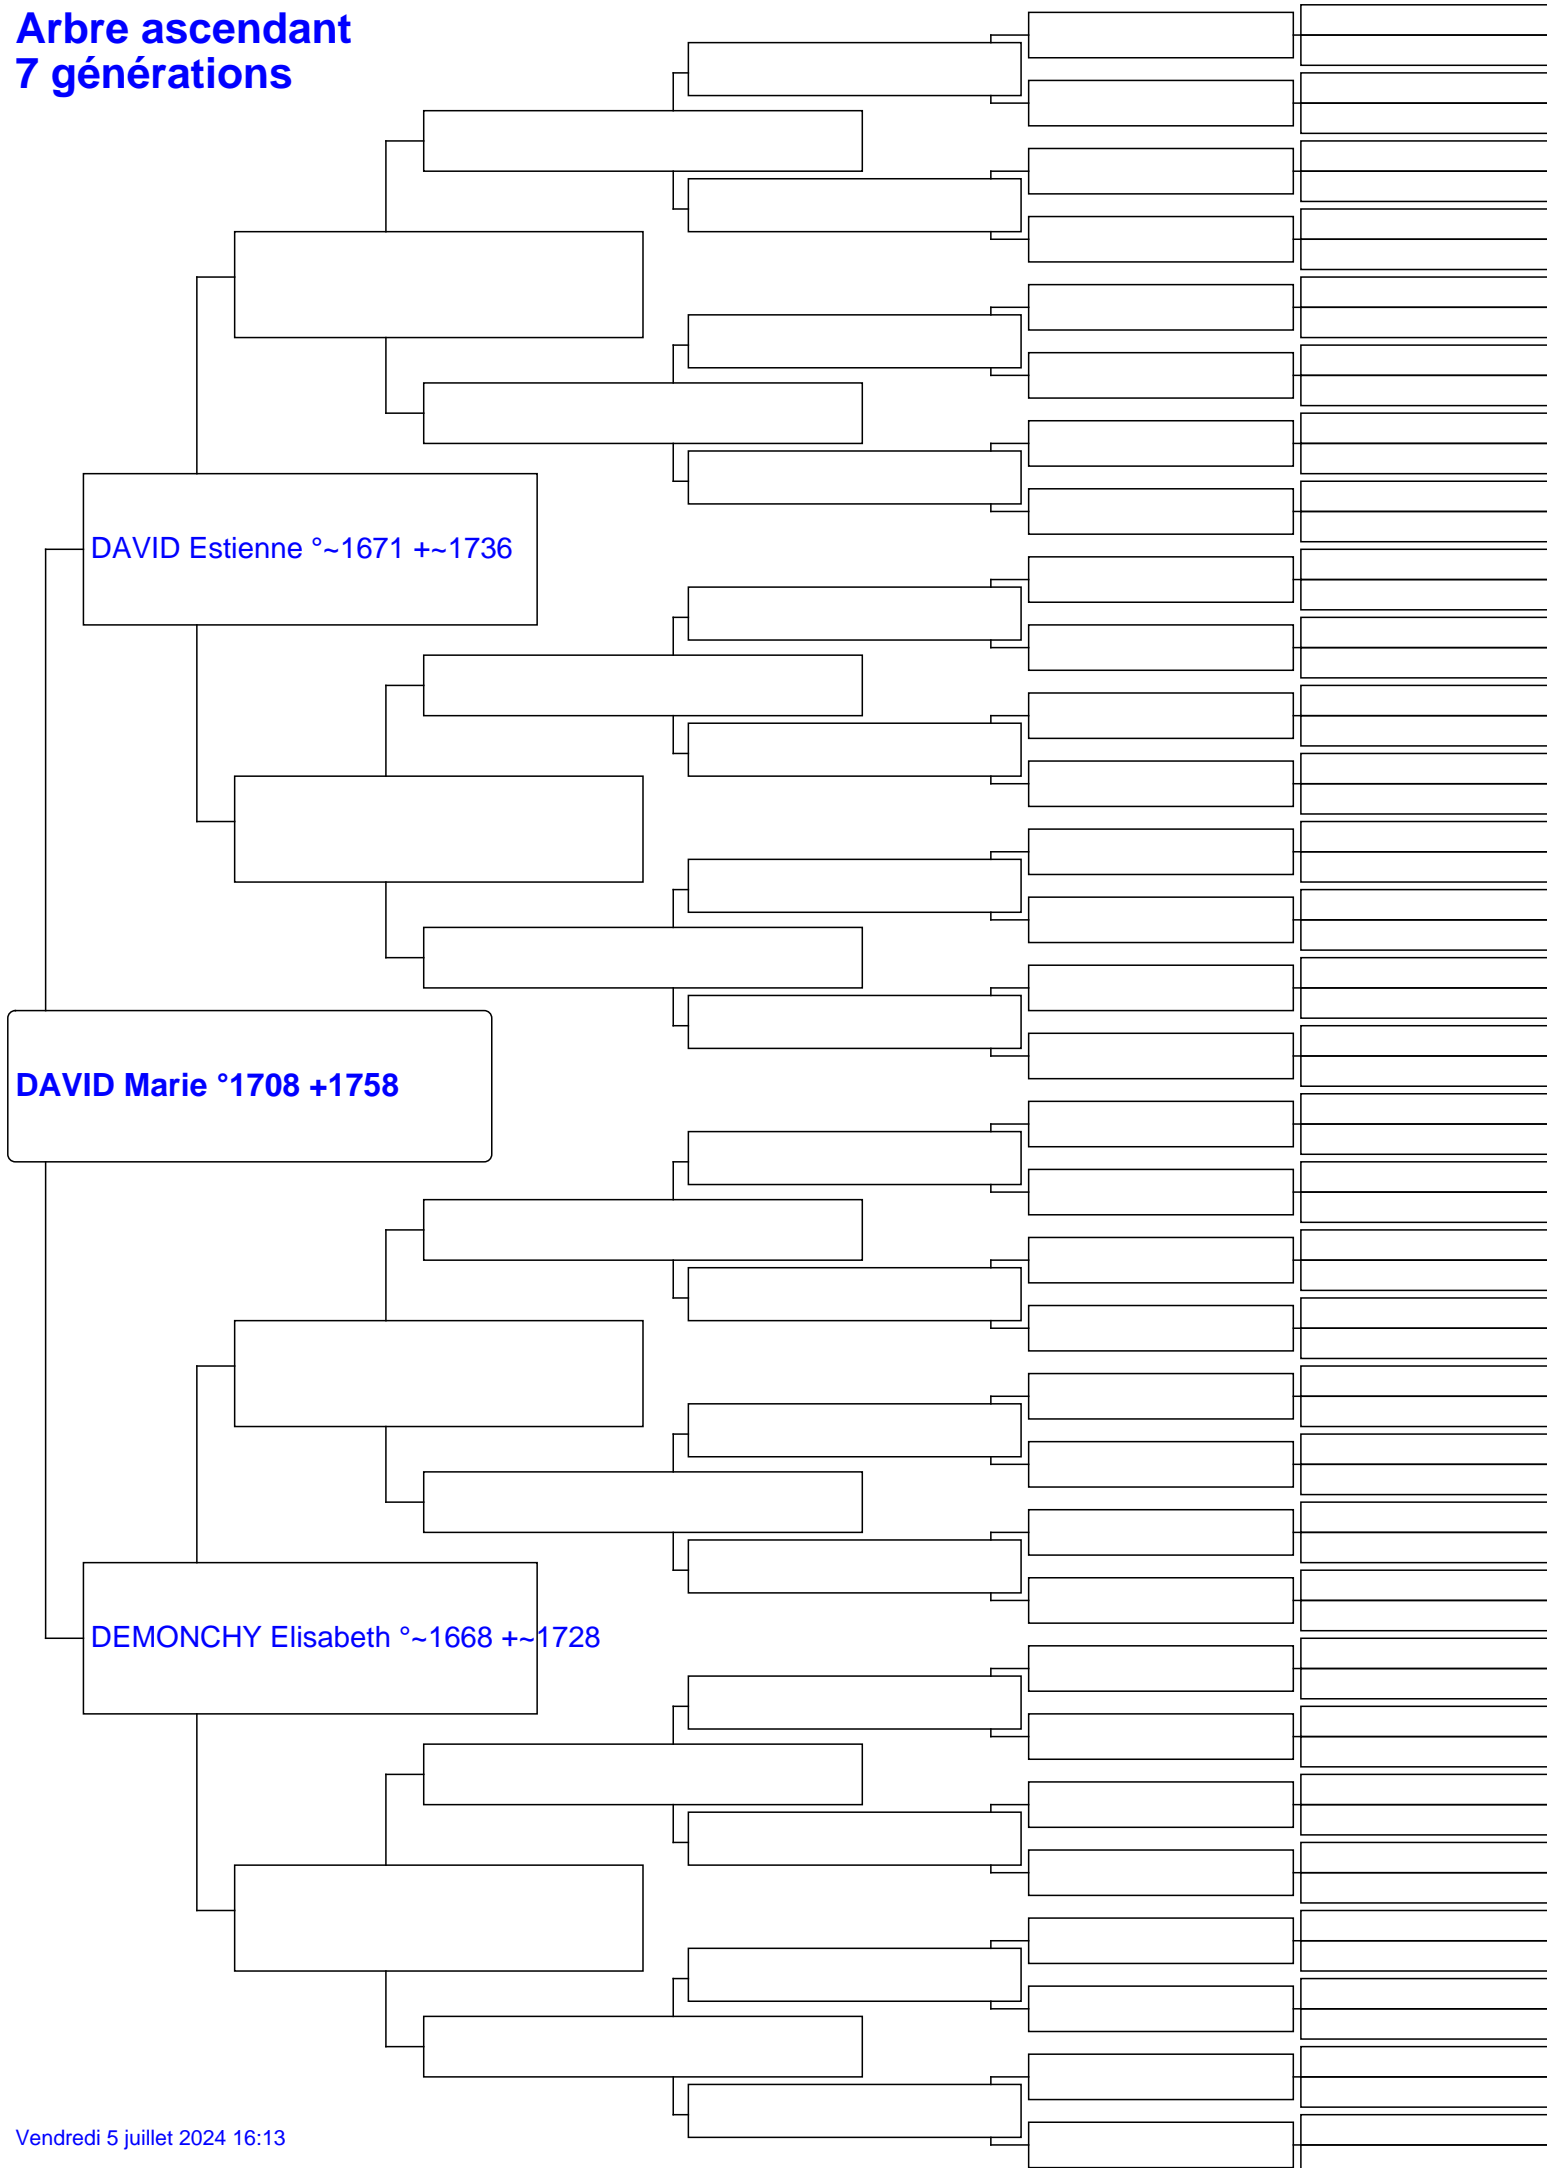 Arbre ascendant
7 générations
DAVID Estienne °~1671 +~1736
DAVID Marie °1708 +1758
DEMONCHY Elisabeth °~1668 +~1728
Vendredi 5 juillet 2024 16:13